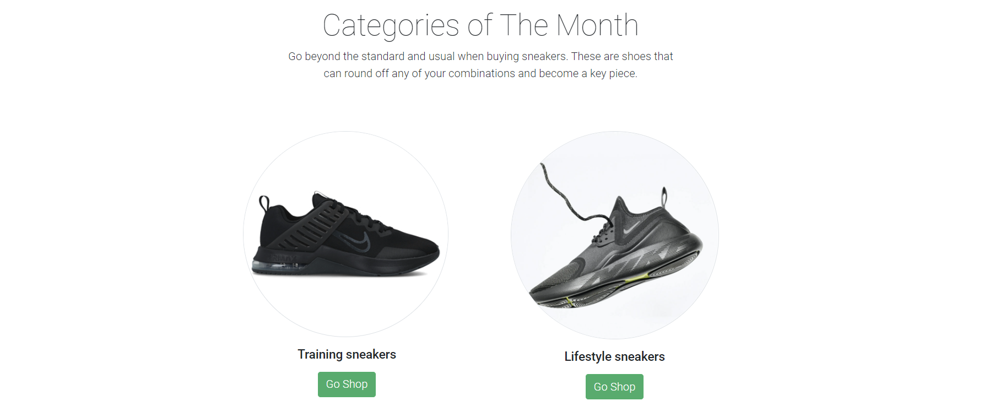 Categories of The Month
Go beyond the standard and usual when buying sneakers. These are shoes that
can round off any of your combinations and become a key piece.
Training sneakers
Lifestyle sneakers
Go Shop
Go Shop